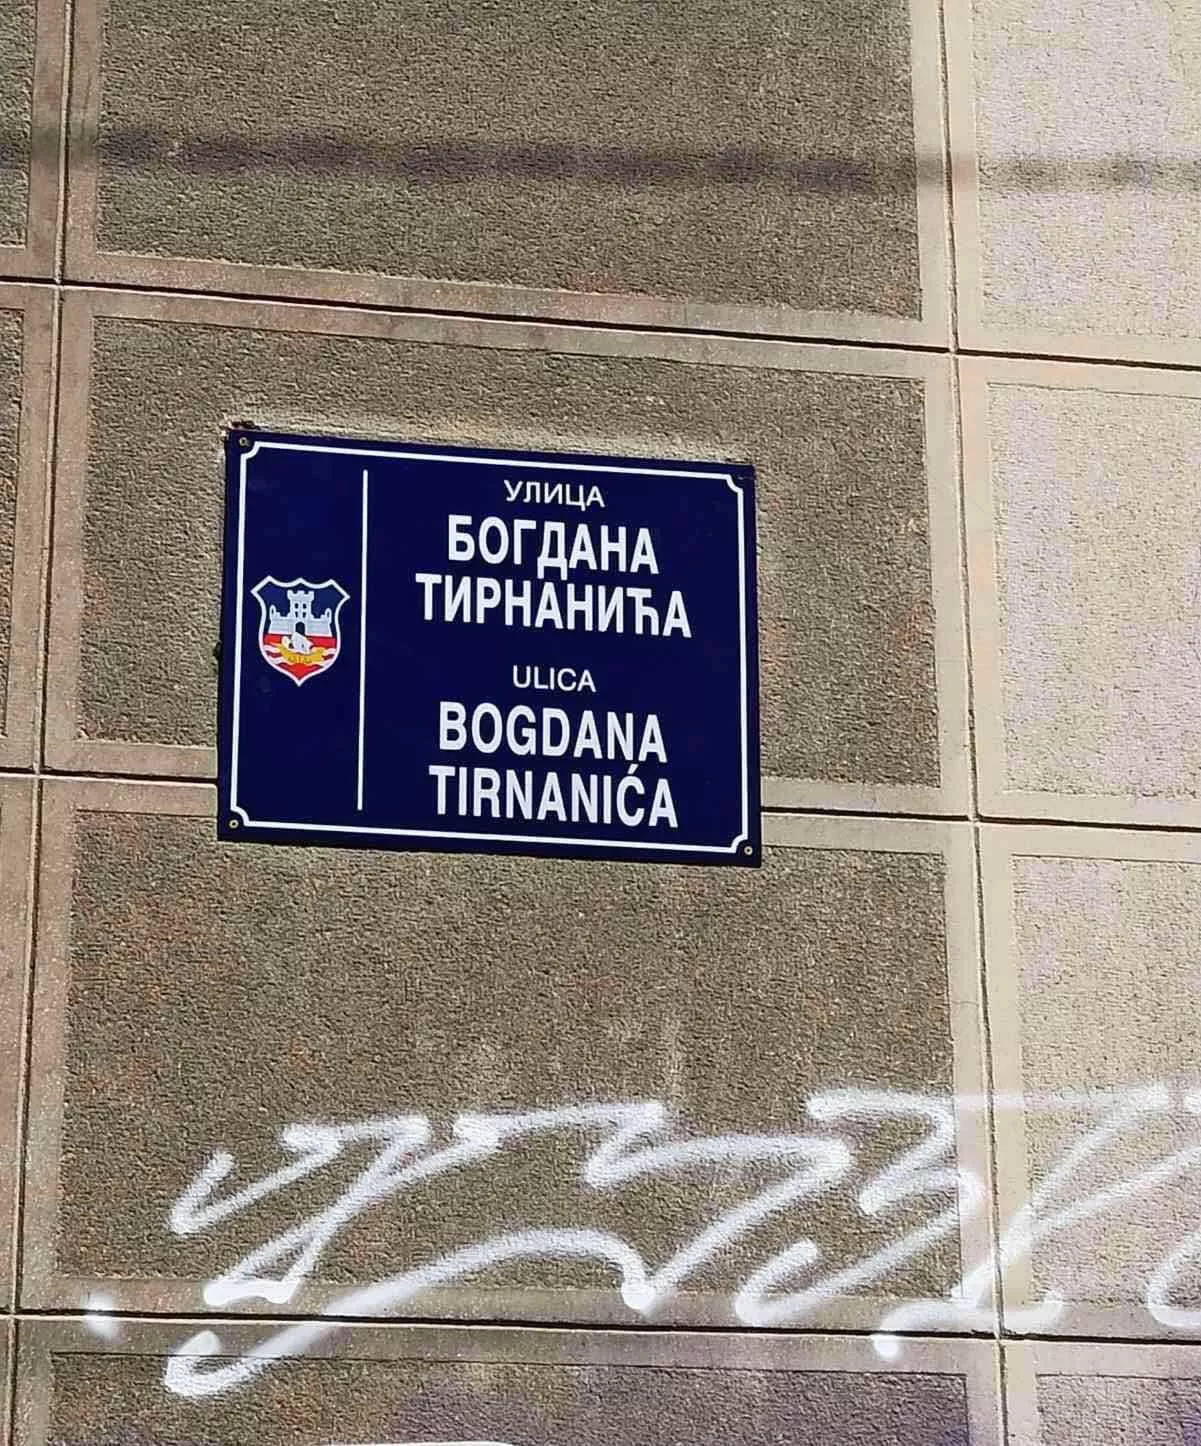 УЛИЦА
БОГДАНА
ТИРНАНИЋА
ULICA
BOGDANA
TIRNANIĆA